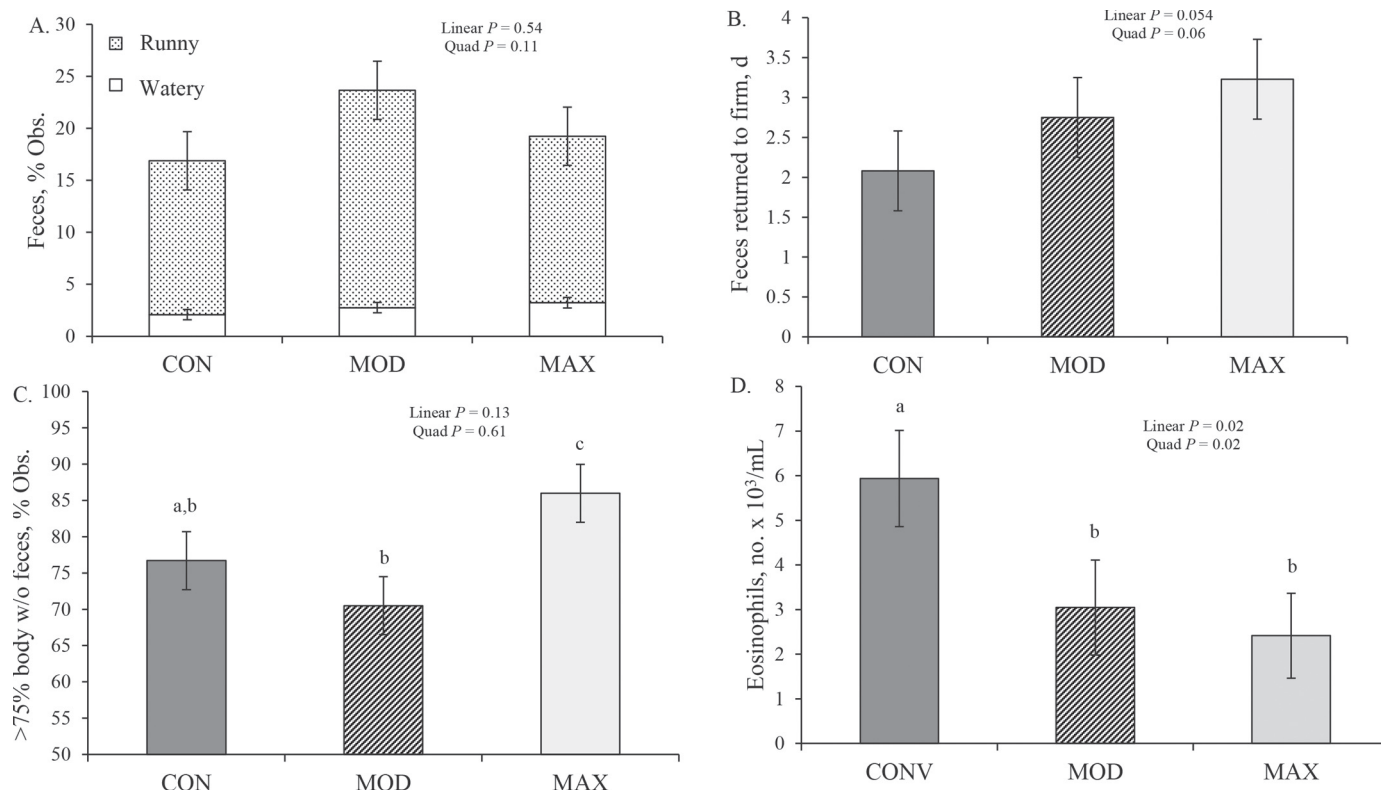 A.
Runny
Watery
Linear P = 0.54
Quad P = 0.11
Feces, % Obs.
30
25
20
15
10
5
0
CON MOD MAX
B.
Linear P = 0.054
Quad P = 0.06
Feces returned to firm, d
4
3.5
3
2.5
2
1.5
1
0.5
0
CON MOD MAX
C.
Linear P = 0.13
Quad P = 0.61
>75% body w/o feces, % Obs.
100
95
90
85
80
75
70
65
60
55
50
a,b
b
c
CON MOD MAX
D.
Linear P = 0.02
Quad P = 0.02
Eosinophils, no. x 10³/mL
8
7
6
5
4
3
2
1
0
a
b
b
CONV MOD MAX